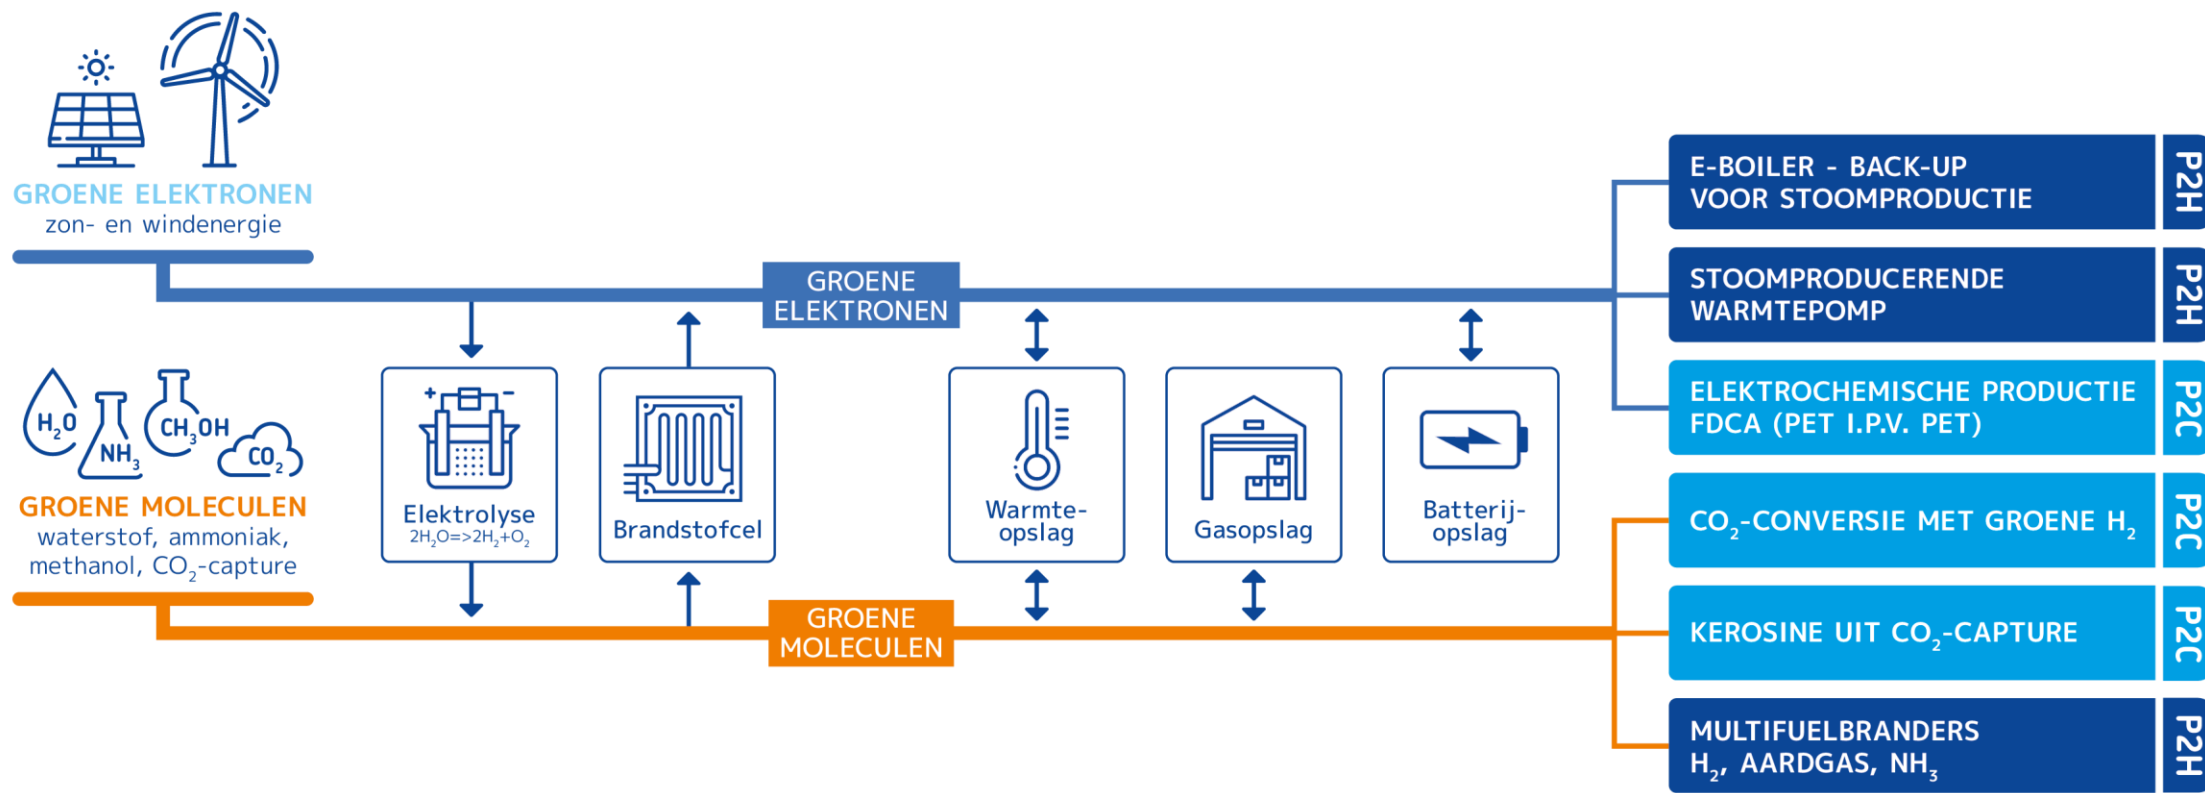 GROENE ELEKTRONEN
zon- en windenergie
H₂O
NH₃
CH₃OH
CO₂
GROENE MOLECULEN
waterstof, ammoniak,
methanol, CO₂-capture
GROENE
ELEKTRONEN
+ −
Elektrolyse
2H₂O=>2H₂+O₂
Brandstofcel
Warmte-
opslag
Gasopslag
Batterij-
opslag
GROENE
MOLECULEN
E-BOILER - BACK-UP
VOOR STOOMPRODUCTIE
P2H
STOOMPRODUCERENDE
WARMTEPOMP
P2H
ELEKTROCHEMISCHE PRODUCTIE
FDCA (PET I.P.V. PET)
P2C
CO₂-CONVERSIE MET GROENE H₂
P2C
KEROSINE UIT CO₂-CAPTURE
P2C
MULTIFUELBRANDERS
H₂, AARDGAS, NH₃
P2H